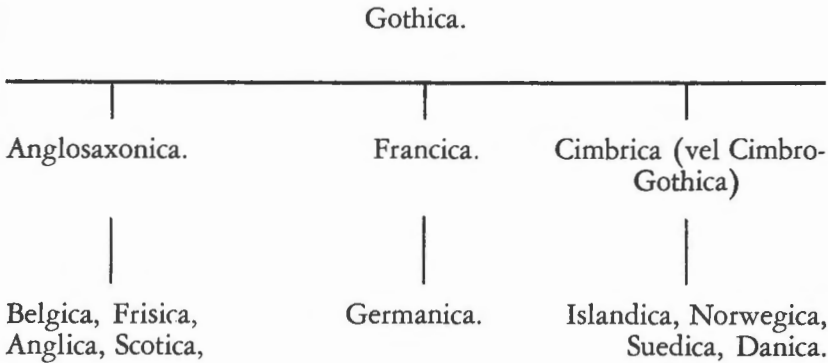 Gothica.
Anglosaxonica.
Francica.
Cimbrica (vel Cimbro-
Gothica)
Belgica, Frisica,
Anglica, Scotica,
Germanica.
Islandica, Norwegica,
Suedica, Danica.